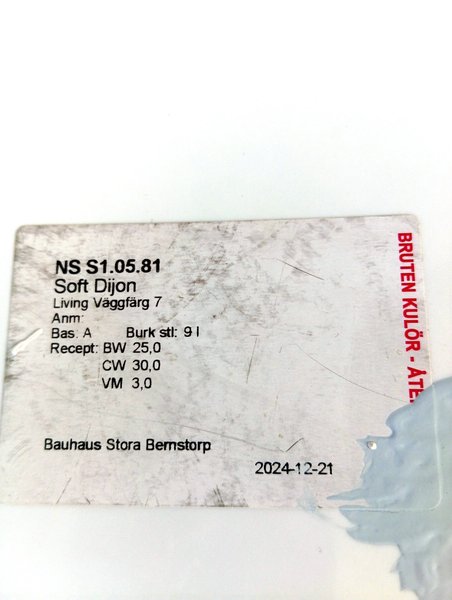 NS S1.05.81
Soft Dijon
Living Väggfärg 7
Anm:
Bas: A Burk stl: 9 l
Recept: BW 25,0
CW 30,0
VM 3,0
Bauhaus Stora Bernstorp
2024-12-21
BRUTEN KULÖR -